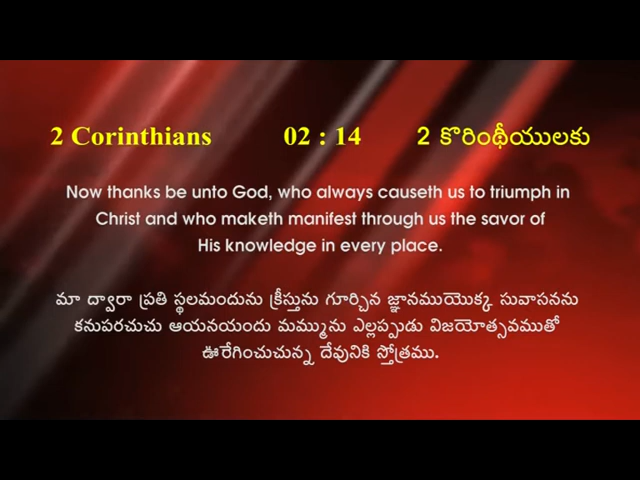 2 Corinthians 02 : 14 2 కొరింథీయులకు
Now thanks be unto God, who always causeth us to triumph in
Christ and who maketh manifest through us the savor of
His knowledge in every place.
మా ద్వారా ప్రతి స్థలమందును క్రీస్తును గూర్చిన జ్ఞానముయొక్క సువాసనను
కనుపరచుచు ఆయనయందు మమ్మును ఎల్లప్పుడు విజయోత్సవముతో
ఊరేగించుచున్న దేవునికి స్తోత్రము.